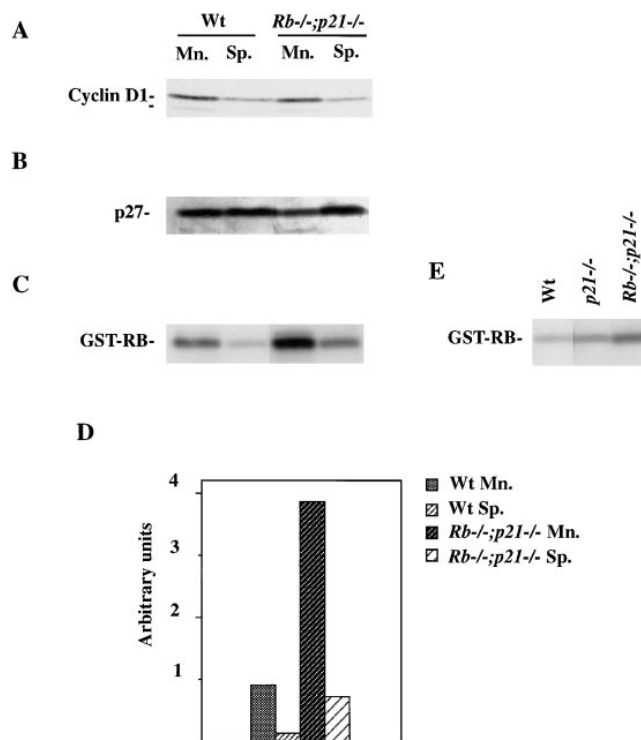 A
Wt Rb-/-;p21-/-
Mn. Sp. Mn. Sp.
Cyclin D1-
-
B
p27-
C
GST-RB-
E
Wt p21-/- Rb-/-;p21-/-
GST-RB-
D
4
3
2
1
Arbitrary units
Wt Mn.
Wt Sp.
Rb-/-;p21-/- Mn.
Rb-/-;p21-/- Sp.